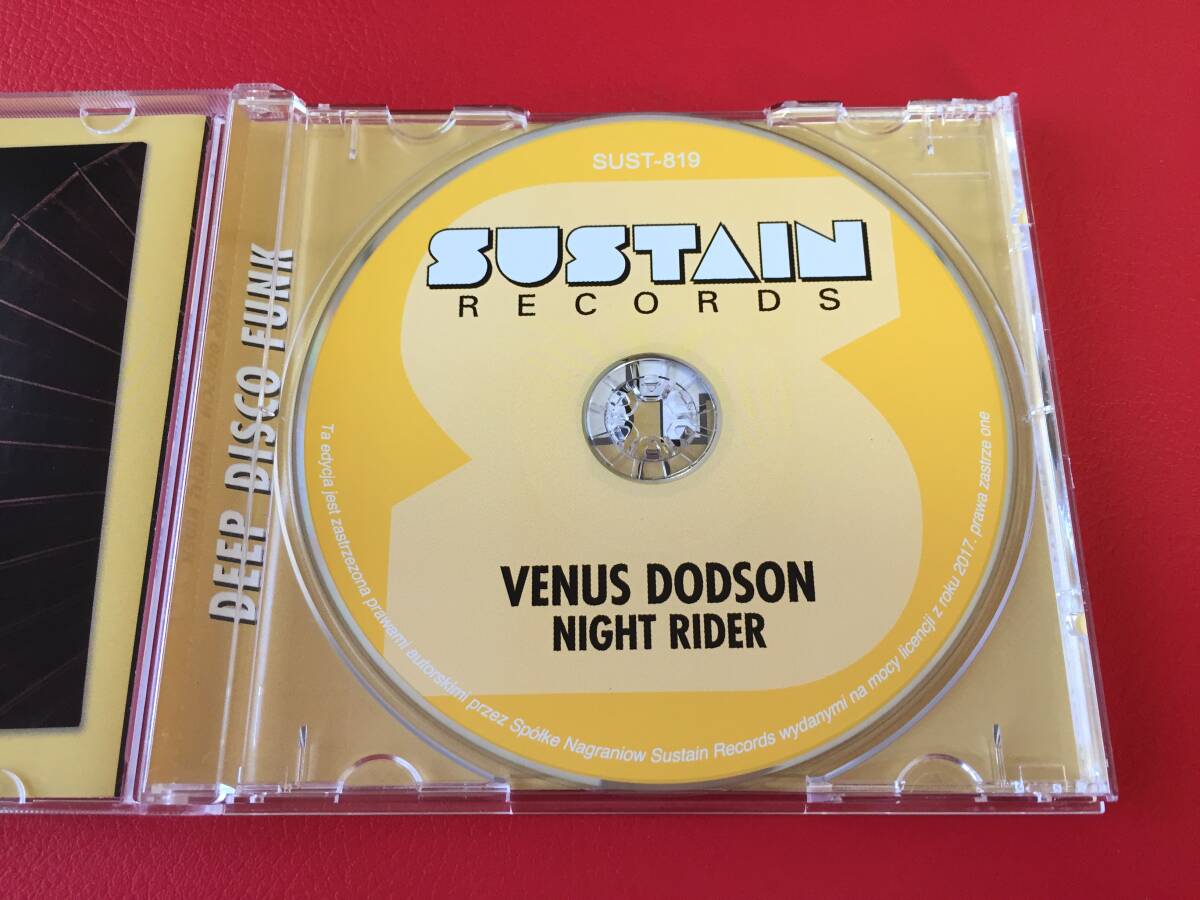 SUST-819
SUSTAIN
RECORDS
DEEP DISCO FUNK
VENUS DODSON
NIGHT RIDER
Ta edycja jest zastrzezona prawami autorskimi przez Spółke Nagraniow Sustain Records wydanymi na mocy licencji z roku 2017. prawa zastrze one